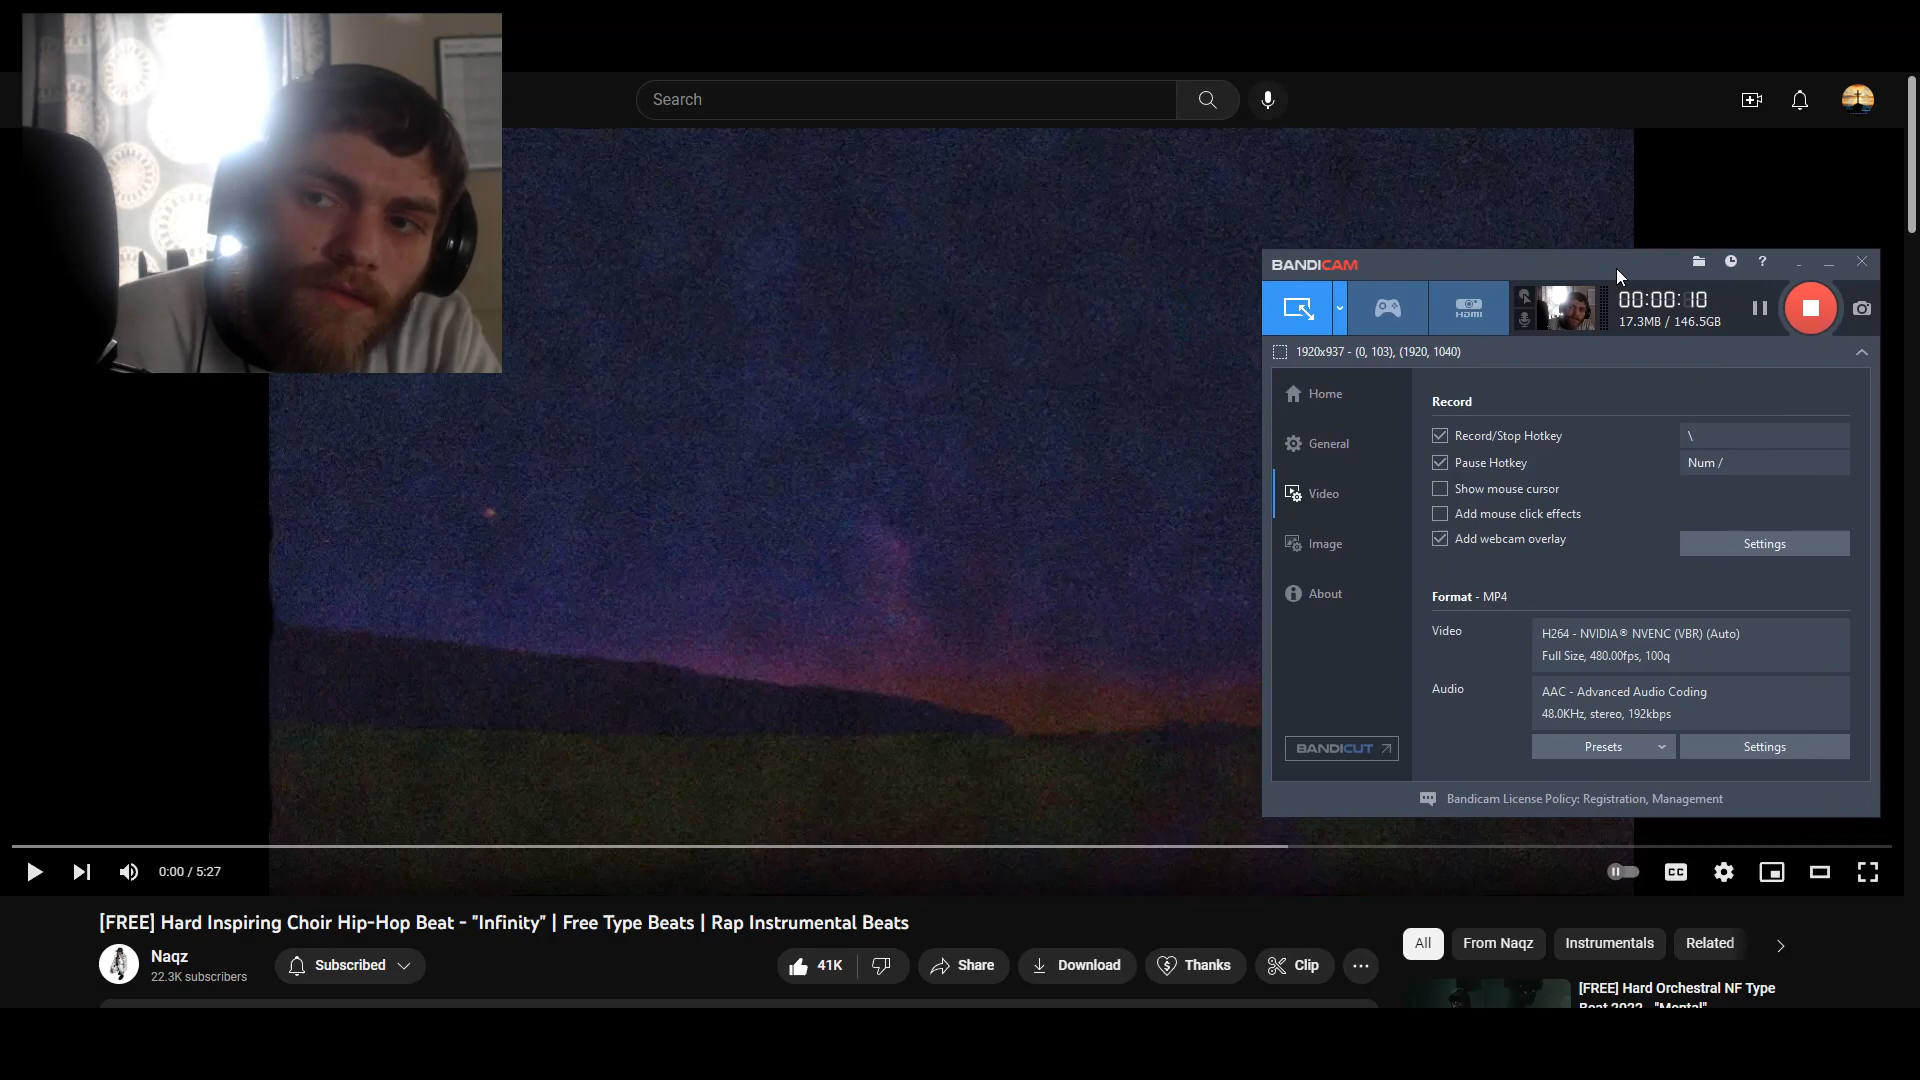 Search
BANDICAM
?
HDMI
00:00:10
17.3MB / 146.5GB
1920x937 - (0, 103), (1920, 1040)
Home
General
Video
Image
About
BANDICUT
Record
Record/Stop Hotkey
\
Pause Hotkey
Num /
Show mouse cursor
Add mouse click effects
Add webcam overlay
Settings
Format - MP4
Video
H264 - NVIDIA® NVENC (VBR) (Auto)
Full Size, 480.00fps, 100q
Audio
AAC - Advanced Audio Coding
48.0KHz, stereo, 192kbps
Presets
Settings
Bandicam License Policy: Registration, Management
0:00 / 5:27
CC
[FREE] Hard Inspiring Choir Hip-Hop Beat - "Infinity" | Free Type Beats | Rap Instrumental Beats
Naqz
22.3K subscribers
Subscribed
41K
Share
Download
Thanks
Clip
All
From Naqz
Instrumentals
Related
[FREE] Hard Orchestral NF Type
Beat 2022 - "Mental"